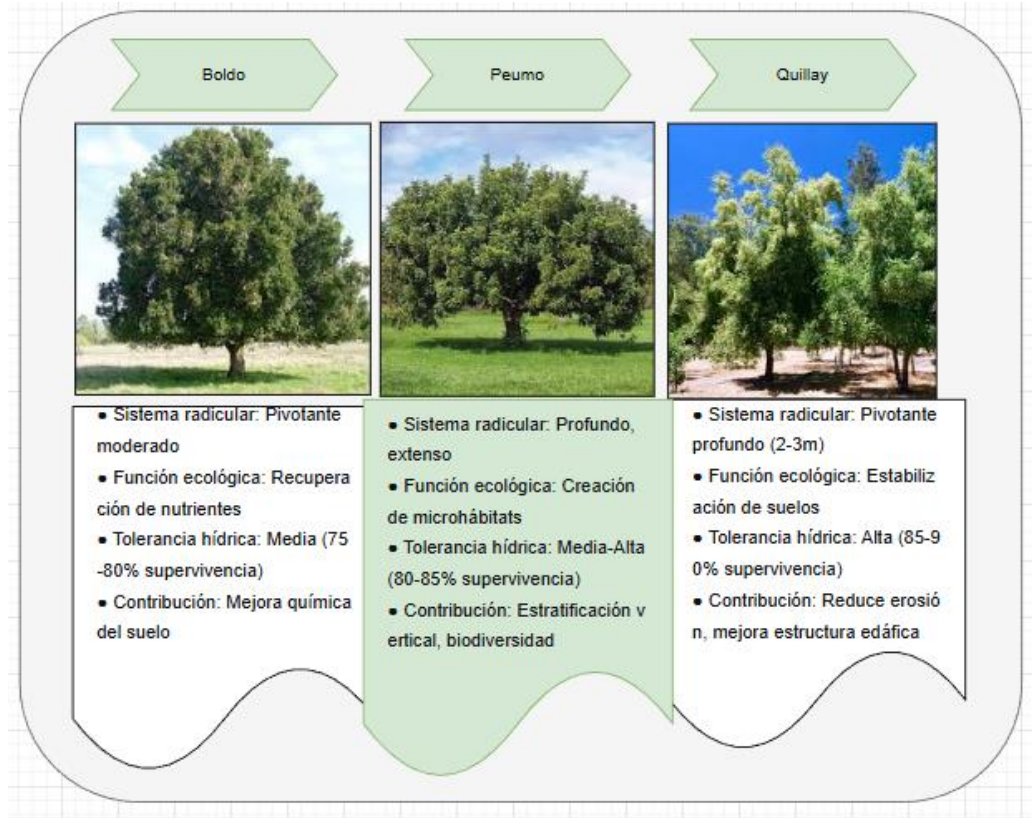 Boldo
Peumo
Quillay
● Sistema radicular: Pivotante
moderado
● Función ecológica: Recupera
ción de nutrientes
● Tolerancia hídrica: Media (75
-80% supervivencia)
● Contribución: Mejora química
del suelo
● Sistema radicular: Profundo,
extenso
● Función ecológica: Creación
de microhábitats
● Tolerancia hídrica: Media-Alta
(80-85% supervivencia)
● Contribución: Estratificación v
ertical, biodiversidad
● Sistema radicular: Pivotante
profundo (2-3m)
● Función ecológica: Estabiliz
ación de suelos
● Tolerancia hídrica: Alta (85-9
0% supervivencia)
● Contribución: Reduce erosió
n, mejora estructura edáfica